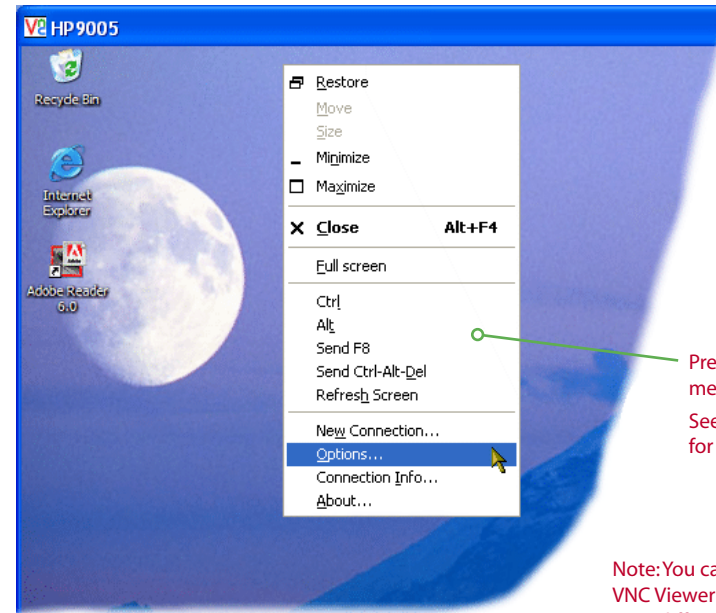 HP9005
Recycle Bin
Internet
Explorer
Adobe Reader
6.0
Restore
Move
Size
Minimize
Maximize
Close Alt+F4
Full screen
Ctrl
Alt
Send F8
Send Ctrl-Alt-Del
Refresh Screen
New Connection...
Options...
Connection Info...
About...
Pre
me
See
for
Note: You ca
VNC Viewer